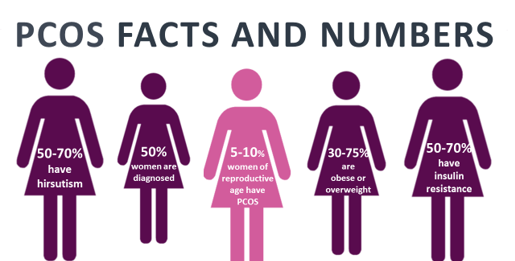 PCOS FACTS AND NUMBERS
50-70%
have
hirsutism
50%
women are
diagnosed
5-10%
women of
reproductive
age have
PCOS
30-75%
are
obese or
overweight
50-70%
have
insulin
resistance